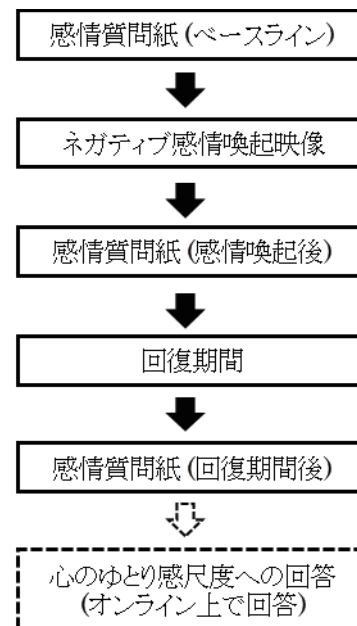 感情質問紙 (ベースライン)
ネガティブ感情喚起映像
感情質問紙 (感情喚起後)
回復期間
感情質問紙 (回復期間後)
心のゆとり感尺度への回答
(オンライン上で回答)